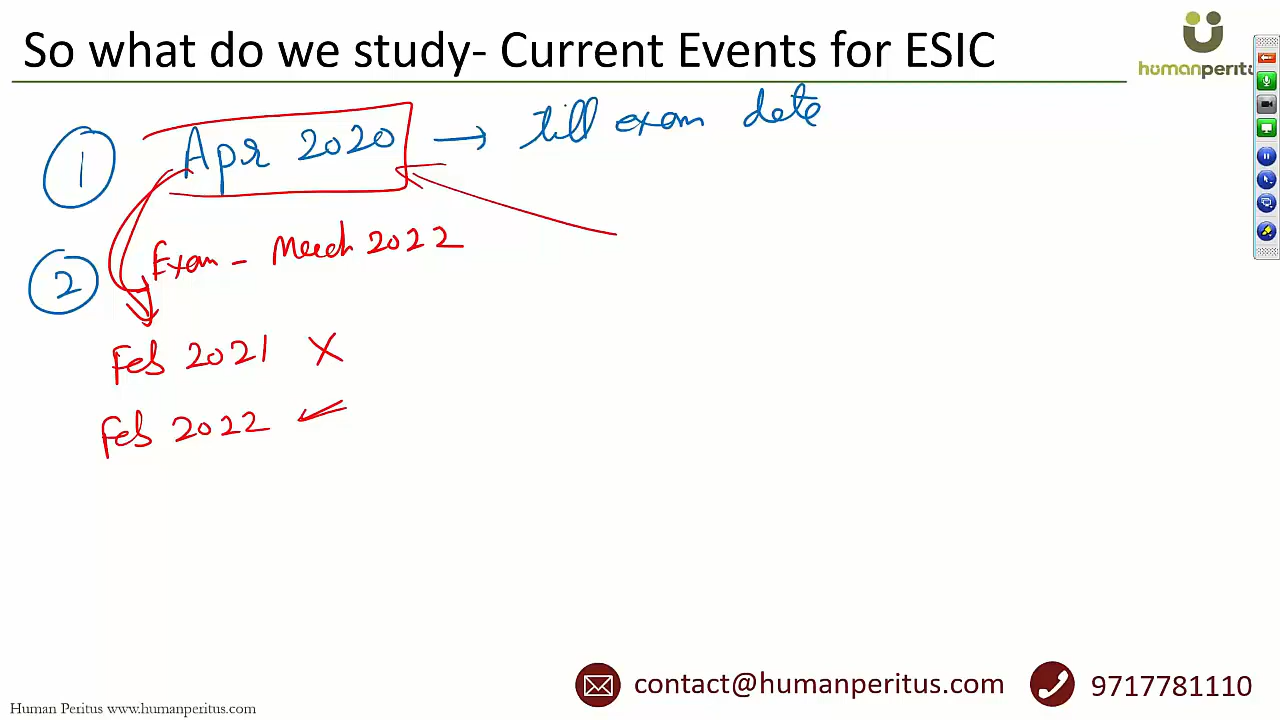 So what do we study- Current Events for ESIC
humanperitus
1 Apr 2020 → till exam date
2 Exam - March 2022
Feb 2021 X
Feb 2022 ✓
contact@humanperitus.com 9717781110
Human Peritus www.humanperitus.com